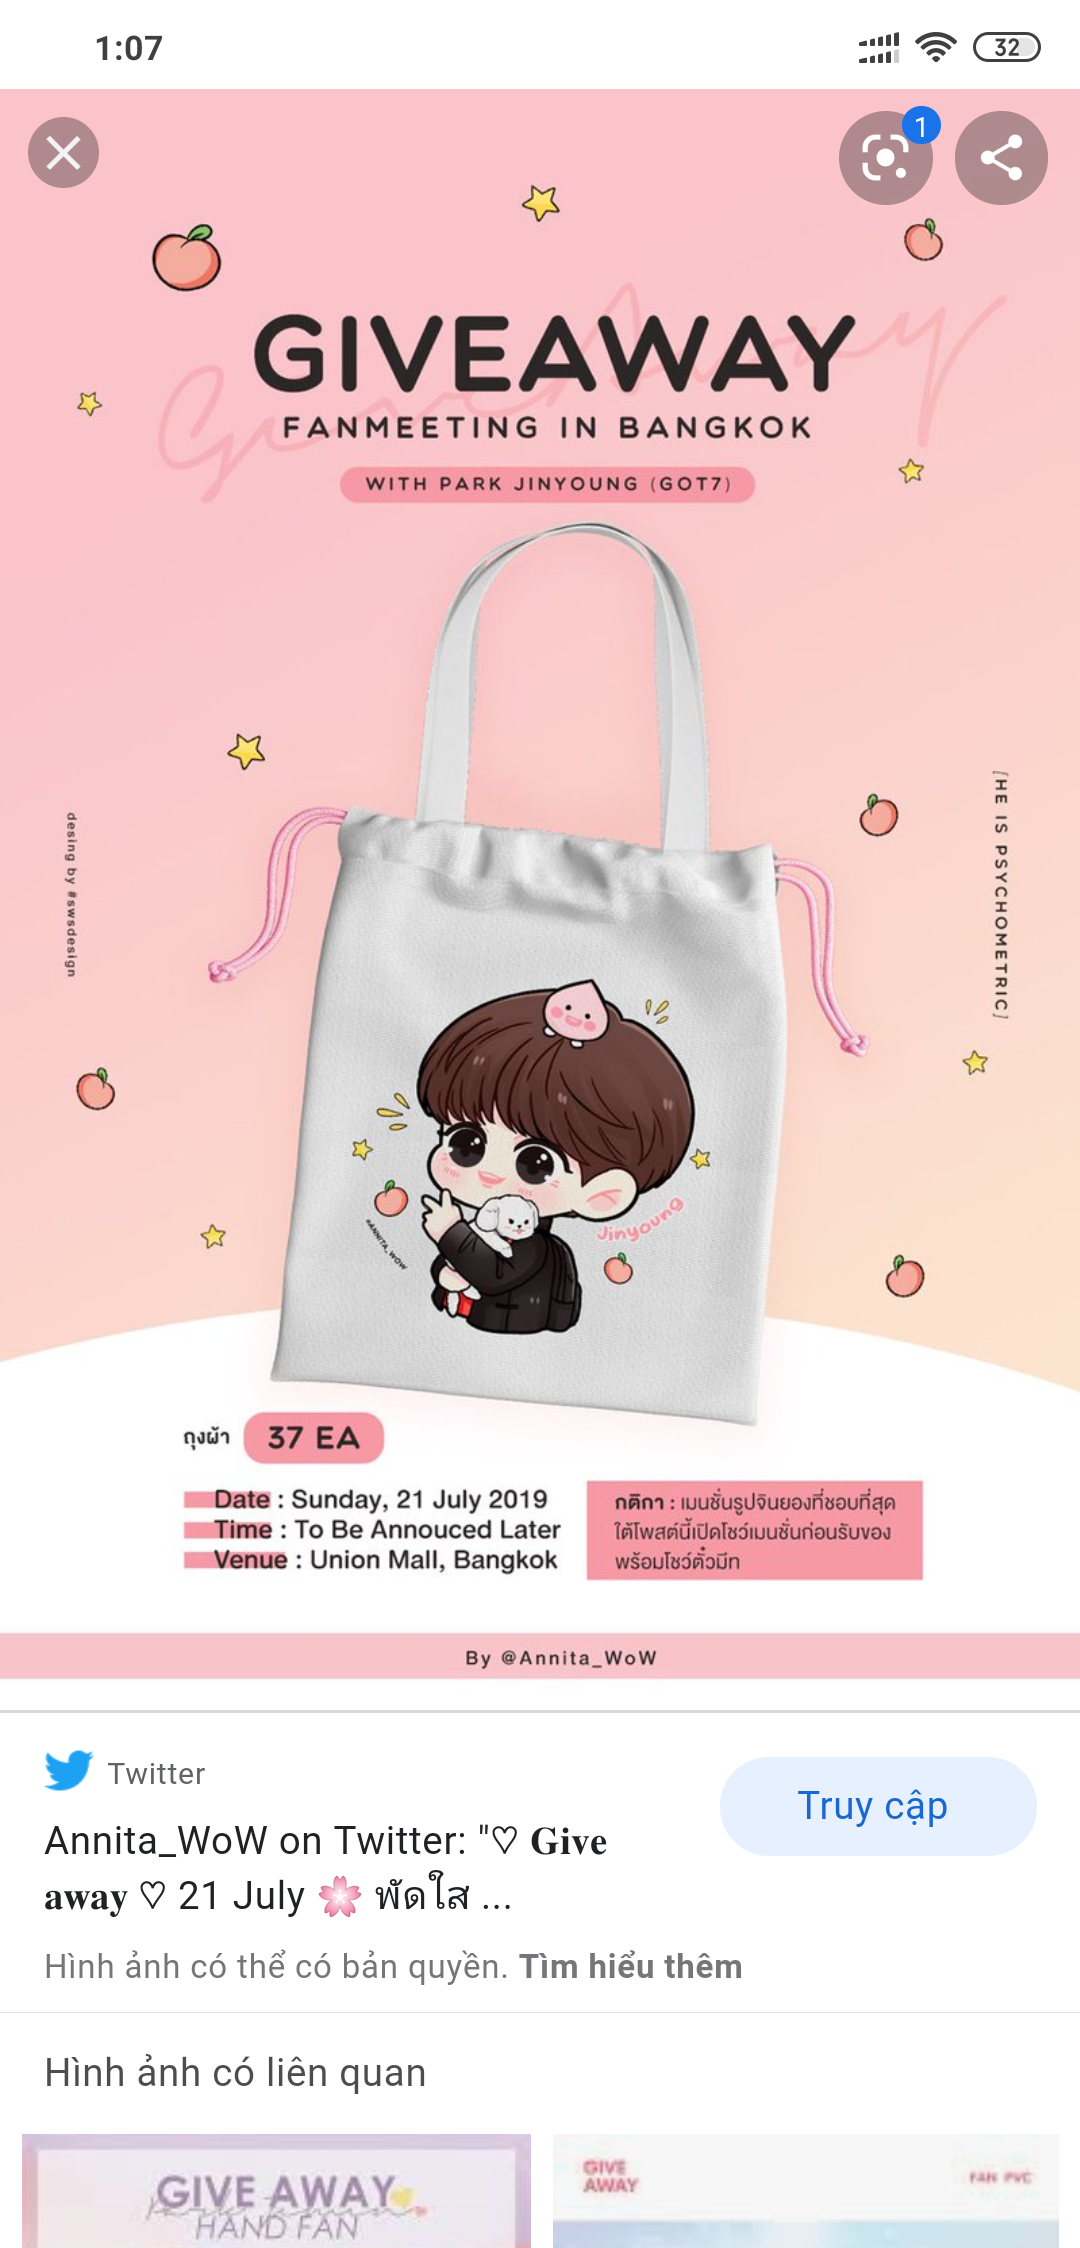 1:07
32
1
GIVEAWAY
Give Away
FANMEETING IN BANGKOK
WITH PARK JINYOUNG (GOT7)
desing by #swsdesign
[HE IS PSYCHOMETRIC]
Jinyoung
#ANNITA_WOW
ถุงผ้า 37 EA
Date : Sunday, 21 July 2019
Time : To Be Annouced Later
Venue : Union Mall, Bangkok
กติกา : เมนชั่นรูปจินยองที่ชอบที่สุด
ใต้โพสต์นี้เปิดโชว์เมนชั่นก่อนรับของ
พร้อมโชว์ตั๋วมีท
By @Annita_WoW
Twitter
Truy cập
Annita_WoW on Twitter: "♡ 𝐆𝐢𝐯𝐞
𝐚𝐰𝐚𝐲 ♡ 21 July 🌸 พัดใส ...
Hình ảnh có thể có bản quyền. Tìm hiểu thêm
Hình ảnh có liên quan
GIVE AWAY
HAND FAN
GIVE
AWAY
FAN PVC